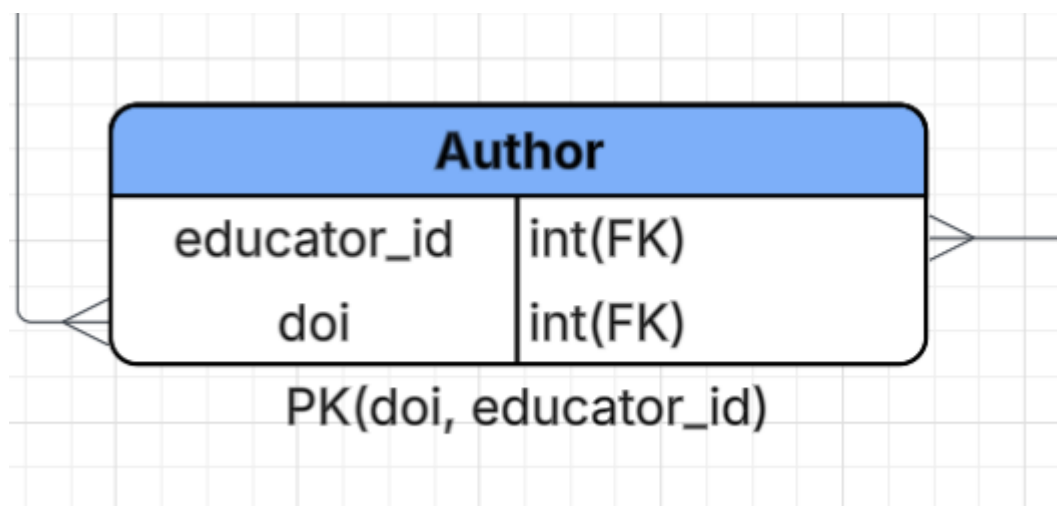 Author
educator_id int(FK)
doi int(FK)
PK(doi, educator_id)